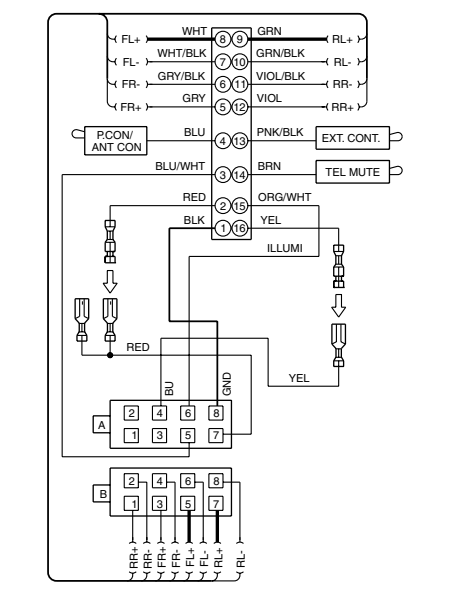 FL+ WHT 8 9 GRN RL+
FL- WHT/BLK 7 10 GRN/BLK RL-
FR- GRY/BLK 6 11 VIOL/BLK RR-
FR+ GRY 5 12 VIOL RR+
P.CON/
ANT CON
BLU 4 13 PNK/BLK EXT. CONT.
BLU/WHT 3 14 BRN TEL MUTE
RED 2 15 ORG/WHT
BLK 1 16 YEL
ILLUMI
RED
BU
GND
YEL
A
2 4 6 8
1 3 5 7
B
2 4 6 8
1 3 5 7
RR+ RR- FR+ FR- FL+ FL- RL+ RL-